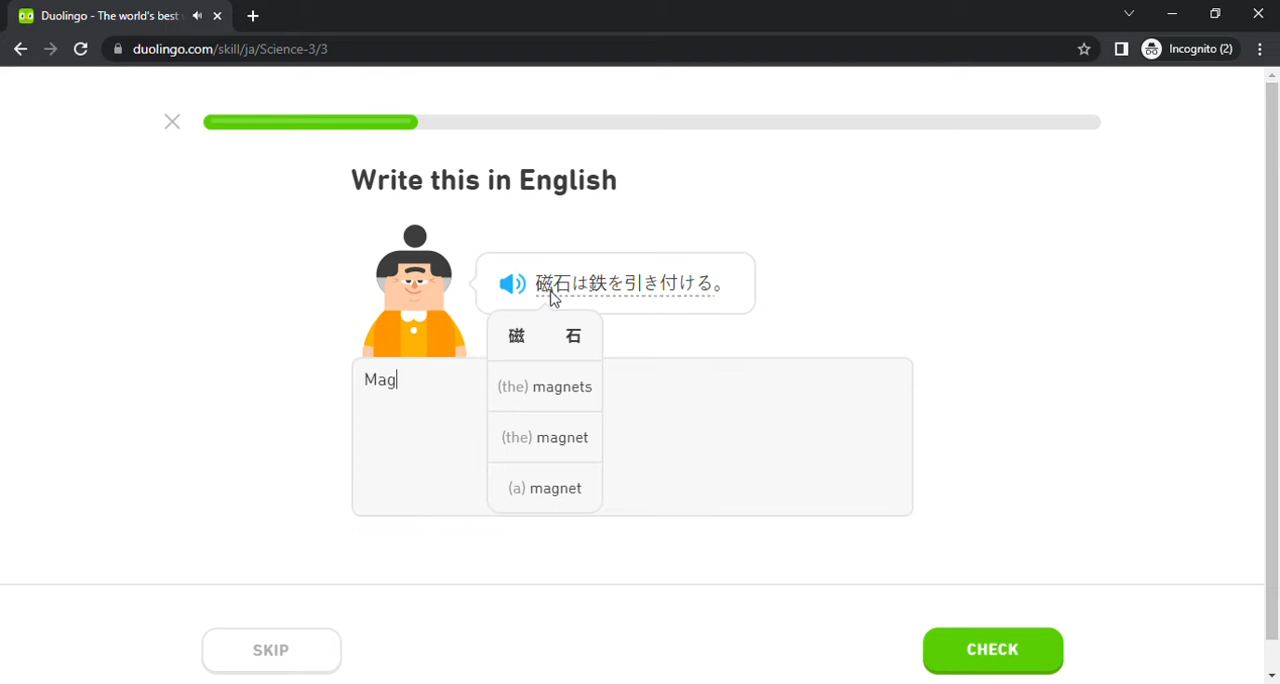 Duolingo - The world's best
duolingo.com/skill/ja/Science-3/3
Incognito (2)
Write this in English
磁石は鉄を引き付ける。
磁 石
Mag
(the) magnets
(the) magnet
(a) magnet
SKIP
CHECK